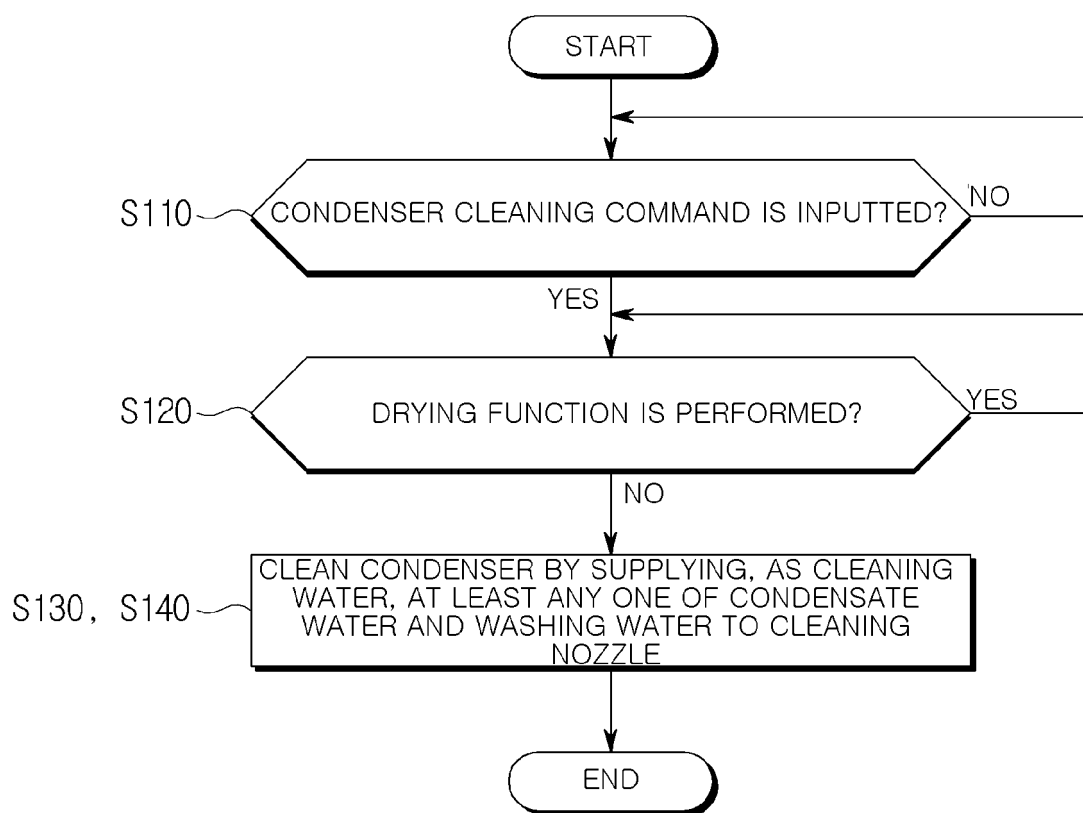 START
S110
CONDENSER CLEANING COMMAND IS INPUTTED?
NO
YES
S120
DRYING FUNCTION IS PERFORMED?
YES
NO
S130, S140
CLEAN CONDENSER BY SUPPLYING, AS CLEANING
WATER, AT LEAST ANY ONE OF CONDENSATE
WATER AND WASHING WATER TO CLEANING
NOZZLE
END